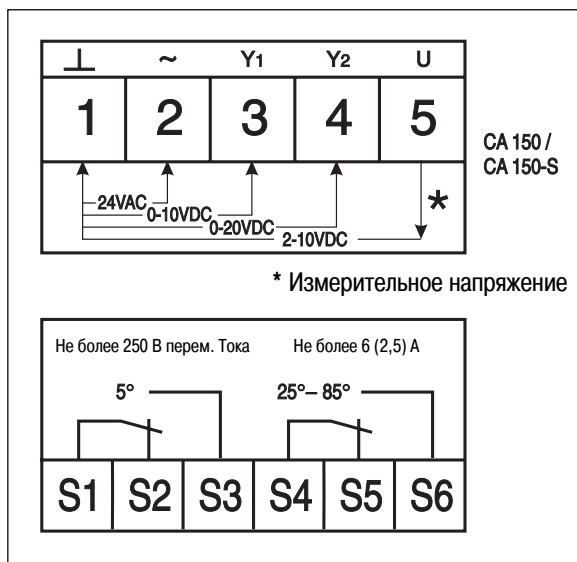 ⊥ ~ Y1 Y2 U
1 2 3 4 5
CA 150 /
CA 150-S
24VAC
0-10VDC
0-20VDC
2-10VDC
*
* Измерительное напряжение
Не более 250 В перем. Тока Не более 6 (2,5) А
5° 25°– 85°
S1 S2 S3 S4 S5 S6